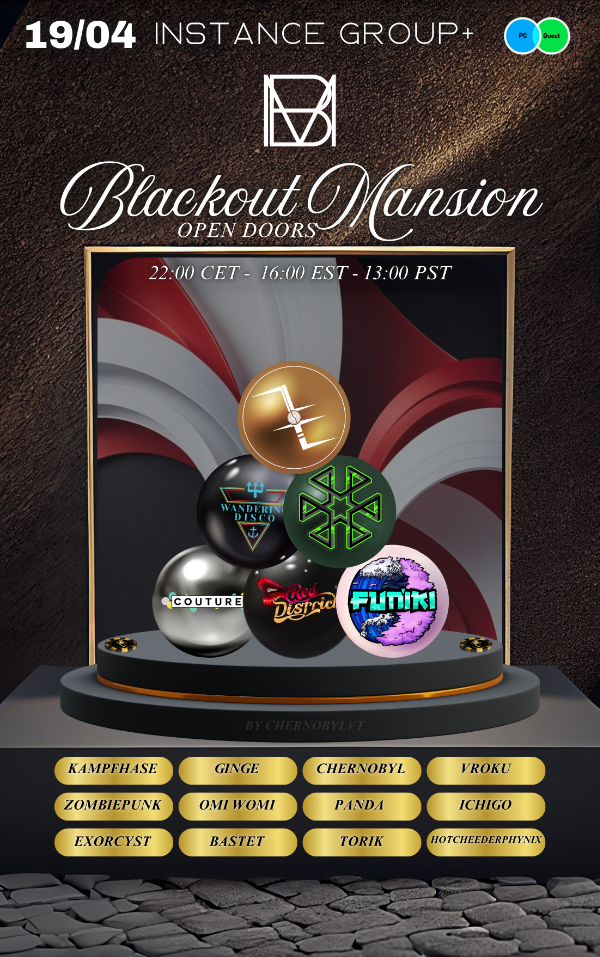 19/04 INSTANCE GROUP+ PC Quest
BM
Blackout Mansion
OPEN DOORS
22:00 CET - 16:00 EST - 13:00 PST
WANDERING
DISCO
COUTURE
Red
District
FUNIKI
BY CHERNOBYLVT
KAMPFHASE GINGE CHERNOBYL VROKU
ZOMBIEPUNK OMI WOMI PANDA ICHIGO
EXORCYST BASTET TORIK HOTCHEEDERPHYNIX